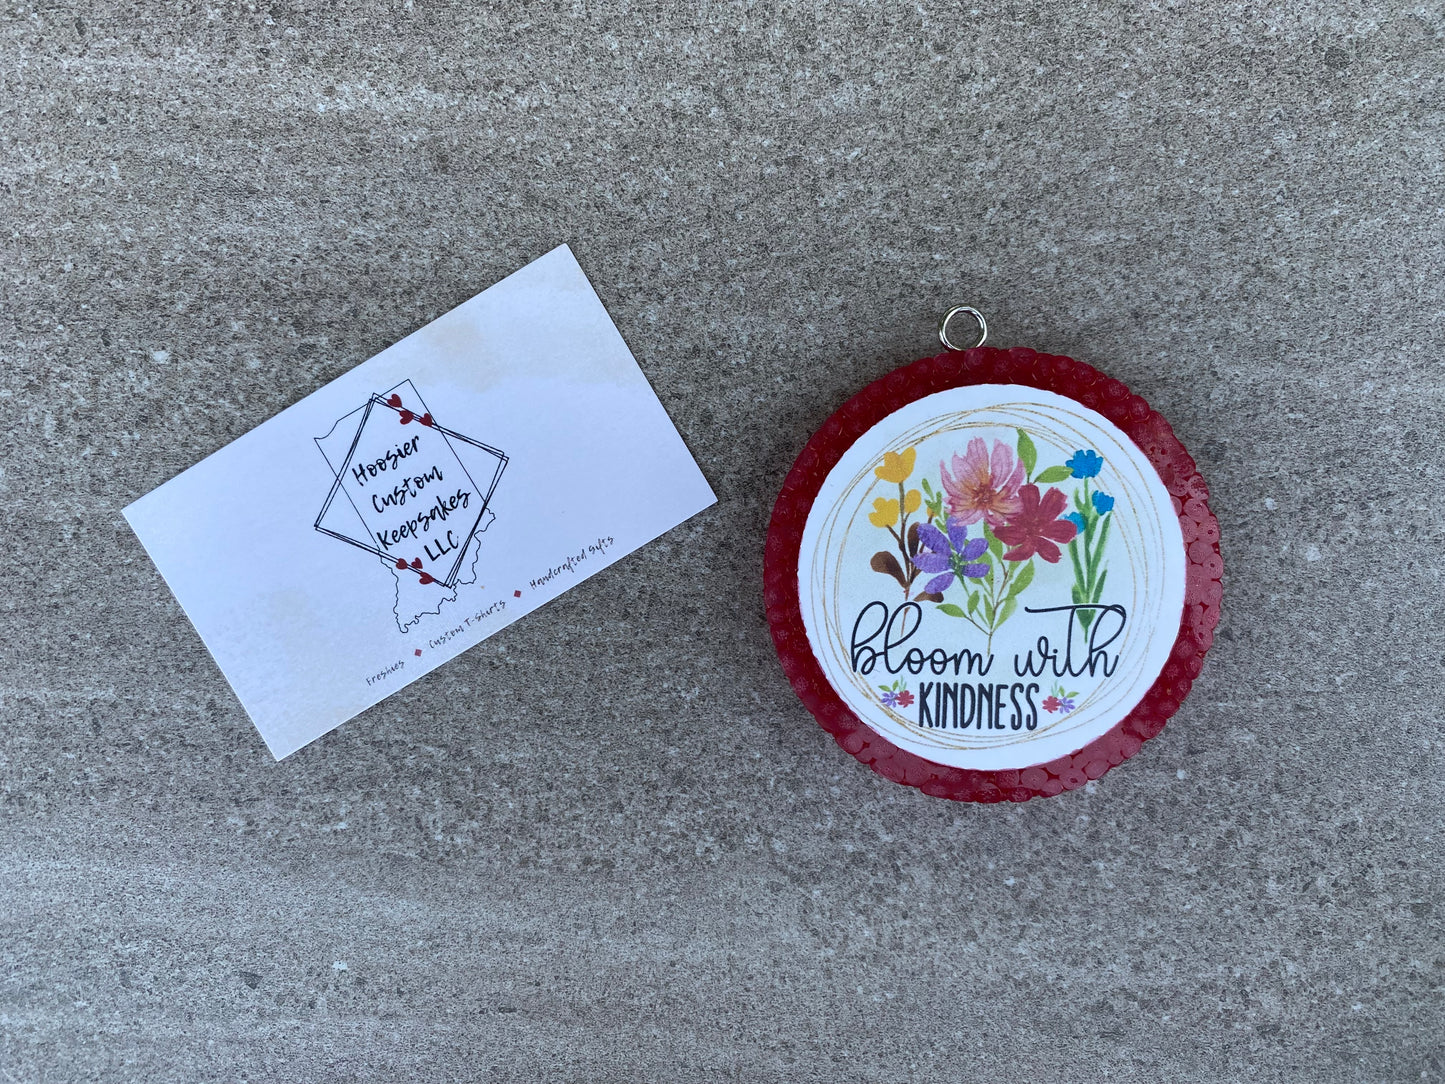 Hoosier
Custom
Keepsakes
LLC
Freshies ◆ Custom T-Shirts ◆ Handcrafted Gifts
bloom with
KINDNESS